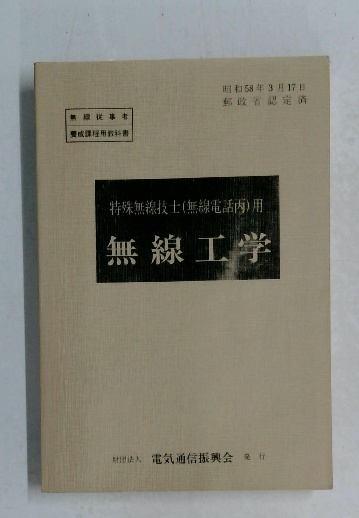 昭和58年3月17日
郵政省認定済
無線従事者
養成課程用教科書
特殊無線技士(無線電話丙)用
無線工学
財団法人 電気通信振興会 発行